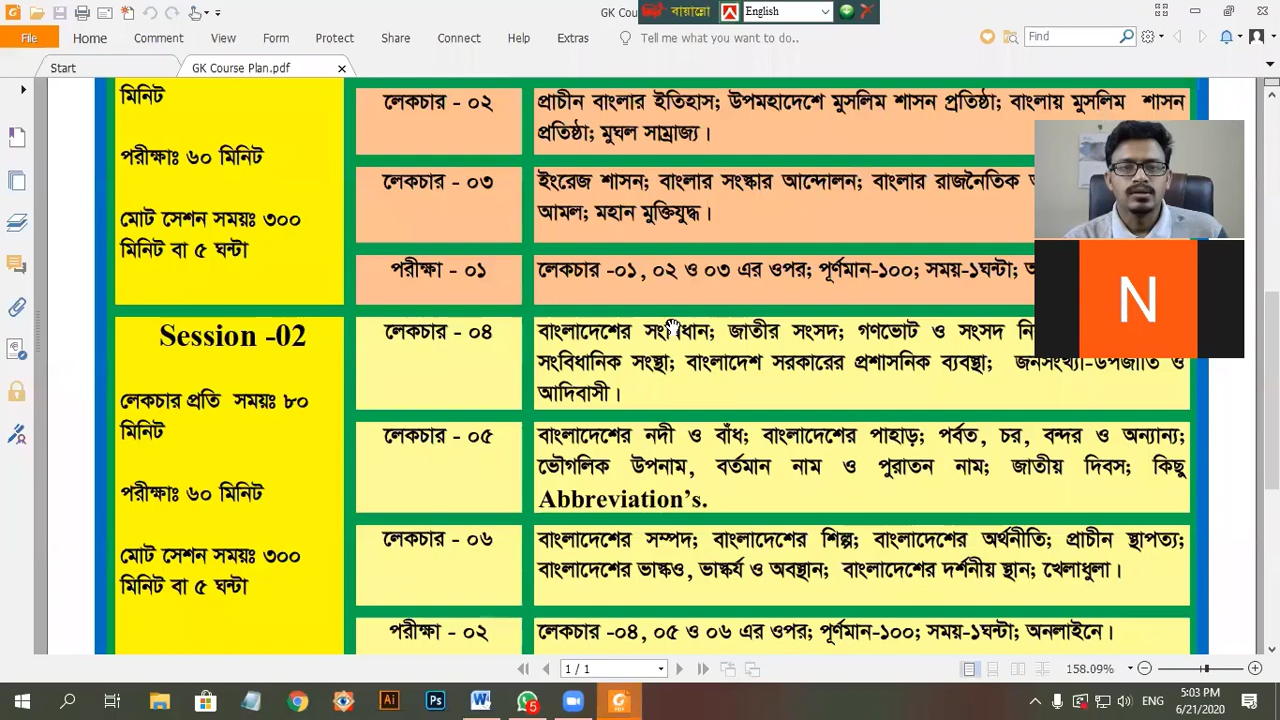 GK Cou
বায়ান্নো
English
File
Home
Comment
View
Form
Protect
Share
Connect
Help
Extras
Tell me what you want to do..
Find
Start
GK Course Plan.pdf
মিনিট
পরীক্ষাঃ ৬০ মিনিট
মোট সেশন সময়ঃ ৩০০
মিনিট বা ৫ ঘন্টা
লেকচার - ০২
প্রাচীন বাংলার ইতিহাস; উপমহাদেশে মুসলিম শাসন প্রতিষ্ঠা; বাংলায় মুসলিম শাসন
প্রতিষ্ঠা; মুঘল সাম্রাজ্য।
লেকচার - ০৩
ইংরেজ শাসন; বাংলার সংস্কার আন্দোলন; বাংলার রাজনৈতিক
আমল; মহান মুক্তিযুদ্ধ।
পরীক্ষা - ০১
লেকচার -০১, ০২ ও ০৩ এর ওপর; পূর্ণমান-১০০; সময়-১ঘন্টা;
N
Session -02
লেকচার প্রতি সময়ঃ ৮০
মিনিট
পরীক্ষাঃ ৬০ মিনিট
মোট সেশন সময়ঃ ৩০০
মিনিট বা ৫ ঘন্টা
লেকচার - ০৪
বাংলাদেশের সংবিধান; জাতীর সংসদ; গণভোট ও সংসদ নি
সংবিধানিক সংস্থা; বাংলাদেশ সরকারের প্রশাসনিক ব্যবস্থা; জনসংখ্যা-উপজাতি ও
আদিবাসী।
লেকচার - ০৫
বাংলাদেশের নদী ও বাঁধ; বাংলাদেশের পাহাড়; পর্বত, চর, বন্দর ও অন্যান্য;
ভৌগলিক উপনাম, বর্তমান নাম ও পুরাতন নাম; জাতীয় দিবস; কিছু
Abbreviation's.
লেকচার - ০৬
বাংলাদেশের সম্পদ; বাংলাদেশের শিল্প; বাংলাদেশের অর্থনীতি; প্রাচীন স্থাপত্য;
বাংলাদেশের ভাষ্কও, ভাষ্কর্য ও অবস্থান; বাংলাদেশের দর্শনীয় স্থান; খেলাধুলা।
পরীক্ষা - ০২
লেকচার -০৪, ০৫ ও ০৬ এর ওপর; পূর্ণমান-১০০; সময়-১ঘন্টা; অনলাইনে।
1 / 1
158.09%
5
ENG
5:03 PM
6/21/2020